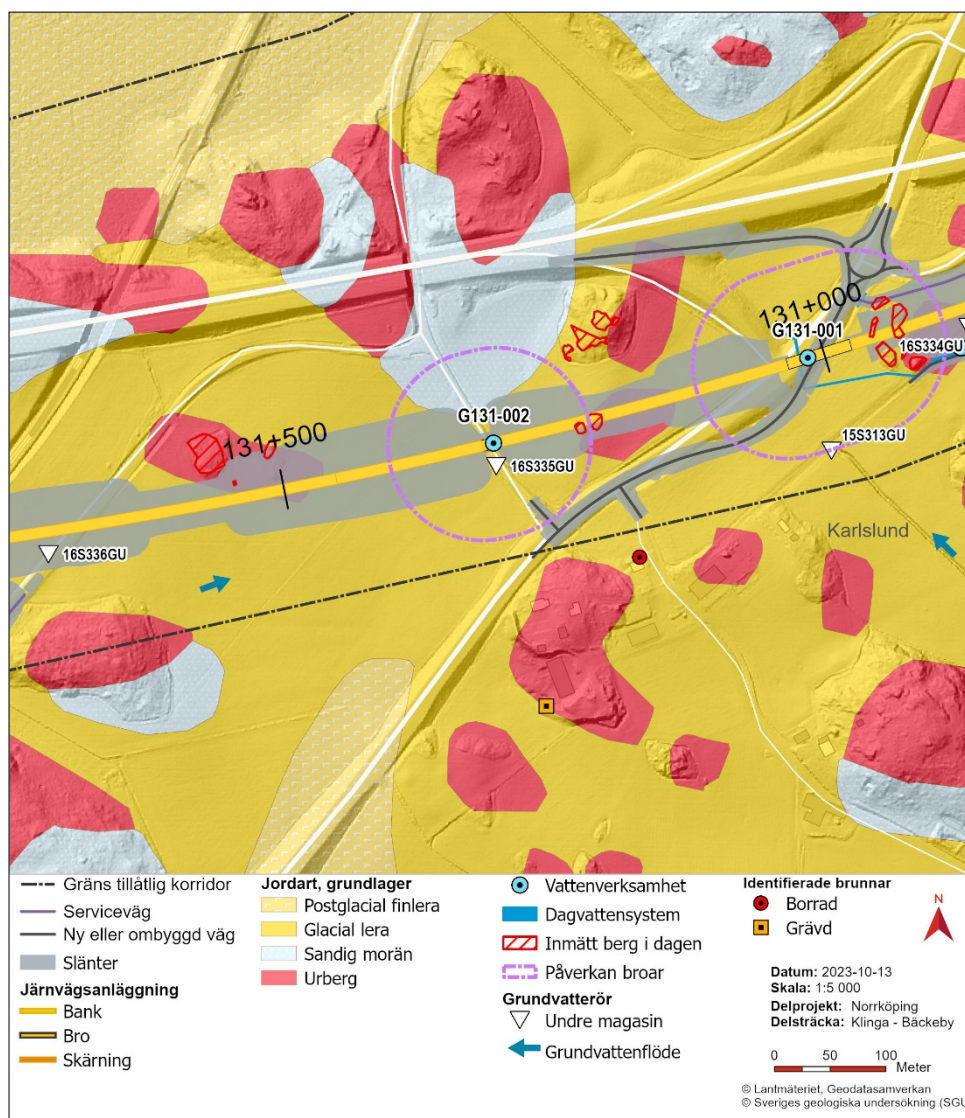 131+000
G131-001
16S334GU
G131-002
131+500
15S313GU
16S335GU
Karlslund
16S336GU
Gräns tillåtlig korridor
Serviceväg
Ny eller ombyggd väg
Slänter
Järnvägsanläggning
Bank
Bro
Skärning
Jordart, grundlager
Postglacial finlera
Glacial lera
Sandig morän
Urberg
Vattenverksamhet
Dagvattensystem
Inmätt berg i dagen
Påverkan broar
Grundvatterör
Undre magasin
Grundvattenflöde
Identifierade brunnar
Borrad
Grävd
N
Datum: 2023-10-13
Skala: 1:5 000
Delprojekt: Norrköping
Delsträcka: Klinga - Bäckeby
0 50 100
Meter
© Lantmäteriet, Geodatasamverkan
© Sveriges geologiska undersökning (SGU